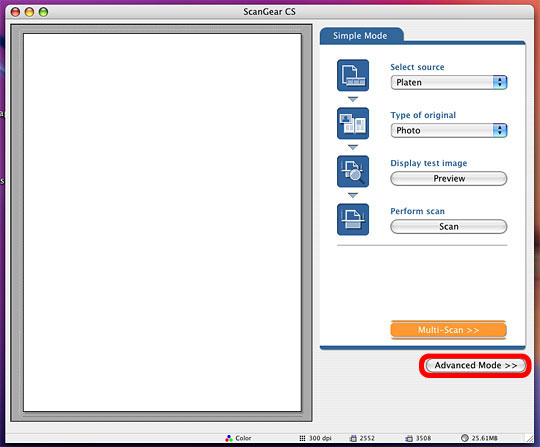 ScanGear CS
Simple Mode
Select source
Platen
Type of original
Photo
Display test image
Preview
Perform scan
Scan
Multi-Scan >>
Advanced Mode >>
Color 300 dpi 2552 3508 25.61MB